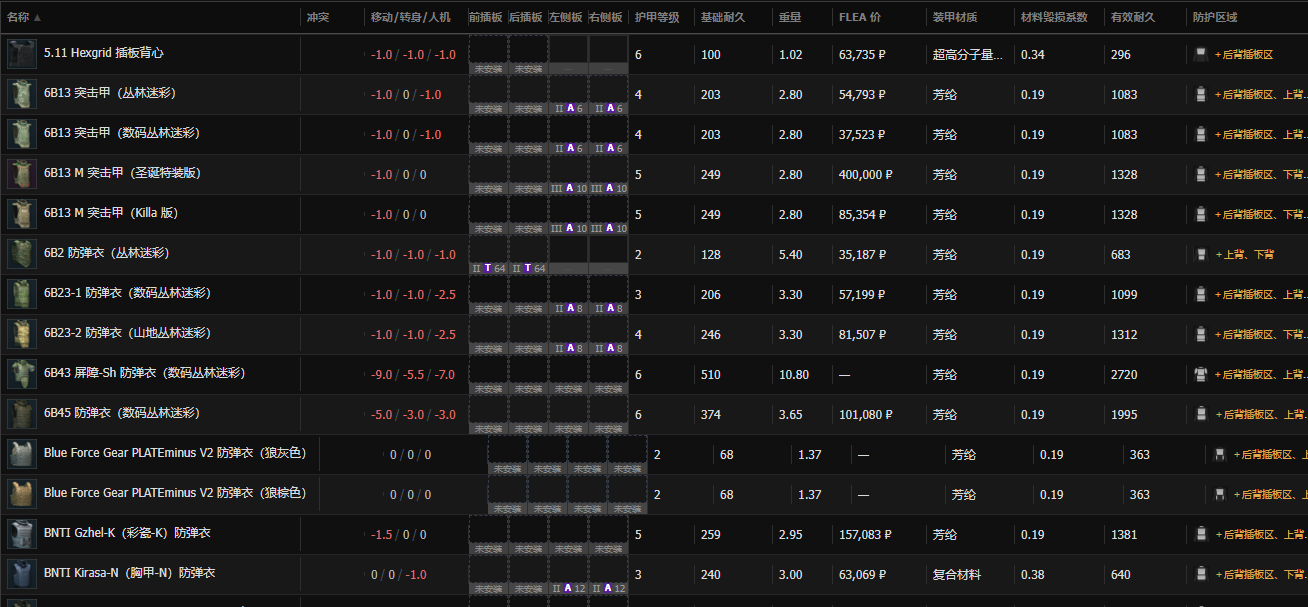 名称 ▲ 冲突 移动/转身/人机 前插板 后插板 左侧板 右侧板 护甲等级 基础耐久 重量 FLEA 价 装甲材质 材料毁损系数 有效耐久 防护区域
5.11 Hexgrid 插板背心 -1.0 / -1.0 / -1.0 未安装 未安装 — — 6 100 1.02 63,735 ₽ 超高分子量... 0.34 296 +后背插板区
6B13 突击甲（丛林迷彩） -1.0 / 0 / -1.0 未安装 未安装 II A 6 II A 6 4 203 2.80 54,793 ₽ 芳纶 0.19 1083 +后背插板区、上背..
6B13 突击甲（数码丛林迷彩） -1.0 / 0 / -1.0 未安装 未安装 II A 6 II A 6 4 203 2.80 37,523 ₽ 芳纶 0.19 1083 +后背插板区、上背..
6B13 M 突击甲（圣诞特装版） -1.0 / 0 / 0 未安装 未安装 III A 10 III A 10 5 249 2.80 400,000 ₽ 芳纶 0.19 1328 +后背插板区、下背..
6B13 M 突击甲（Killa 版） -1.0 / 0 / 0 未安装 未安装 III A 10 III A 10 5 249 2.80 85,354 ₽ 芳纶 0.19 1328 +后背插板区、下背..
6B2 防弹衣（丛林迷彩） -1.0 / -1.0 / -1.0 II T 64 II T 64 — — 2 128 5.40 35,187 ₽ 芳纶 0.19 683 +上背、下背
6B23-1 防弹衣（数码丛林迷彩） -1.0 / -1.0 / -2.5 未安装 未安装 II A 8 II A 8 3 206 3.30 57,199 ₽ 芳纶 0.19 1099 +后背插板区、上背..
6B23-2 防弹衣（山地丛林迷彩） -1.0 / -1.0 / -2.5 未安装 未安装 II A 8 II A 8 4 246 3.30 81,507 ₽ 芳纶 0.19 1312 +后背插板区、下背..
6B43 屏障-Sh 防弹衣（数码丛林迷彩） -9.0 / -5.5 / -7.0 未安装 未安装 未安装 未安装 6 510 10.80 — 芳纶 0.19 2720 +后背插板区、上背..
6B45 防弹衣（数码丛林迷彩） -5.0 / -3.0 / -3.0 未安装 未安装 未安装 未安装 6 374 3.65 101,080 ₽ 芳纶 0.19 1995 +后背插板区、上背..
Blue Force Gear PLATEminus V2 防弹衣（狼灰色） 0 / 0 / 0 未安装 未安装 未安装 未安装 2 68 1.37 — 芳纶 0.19 363 +后背插板区、上
Blue Force Gear PLATEminus V2 防弹衣（狼棕色） 0 / 0 / 0 未安装 未安装 未安装 未安装 2 68 1.37 — 芳纶 0.19 363 +后背插板区、上
BNTI Gzhel-K（彩瓷-K）防弹衣 -1.5 / 0 / 0 未安装 未安装 未安装 未安装 5 259 2.95 157,083 ₽ 芳纶 0.19 1381 +后背插板区、上背..
BNTI Kirasa-N（胸甲-N）防弹衣 0 / 0 / -1.0 未安装 未安装 II A 12 II A 12 3 240 3.00 63,069 ₽ 复合材料 0.38 640 +后背插板区、下背..